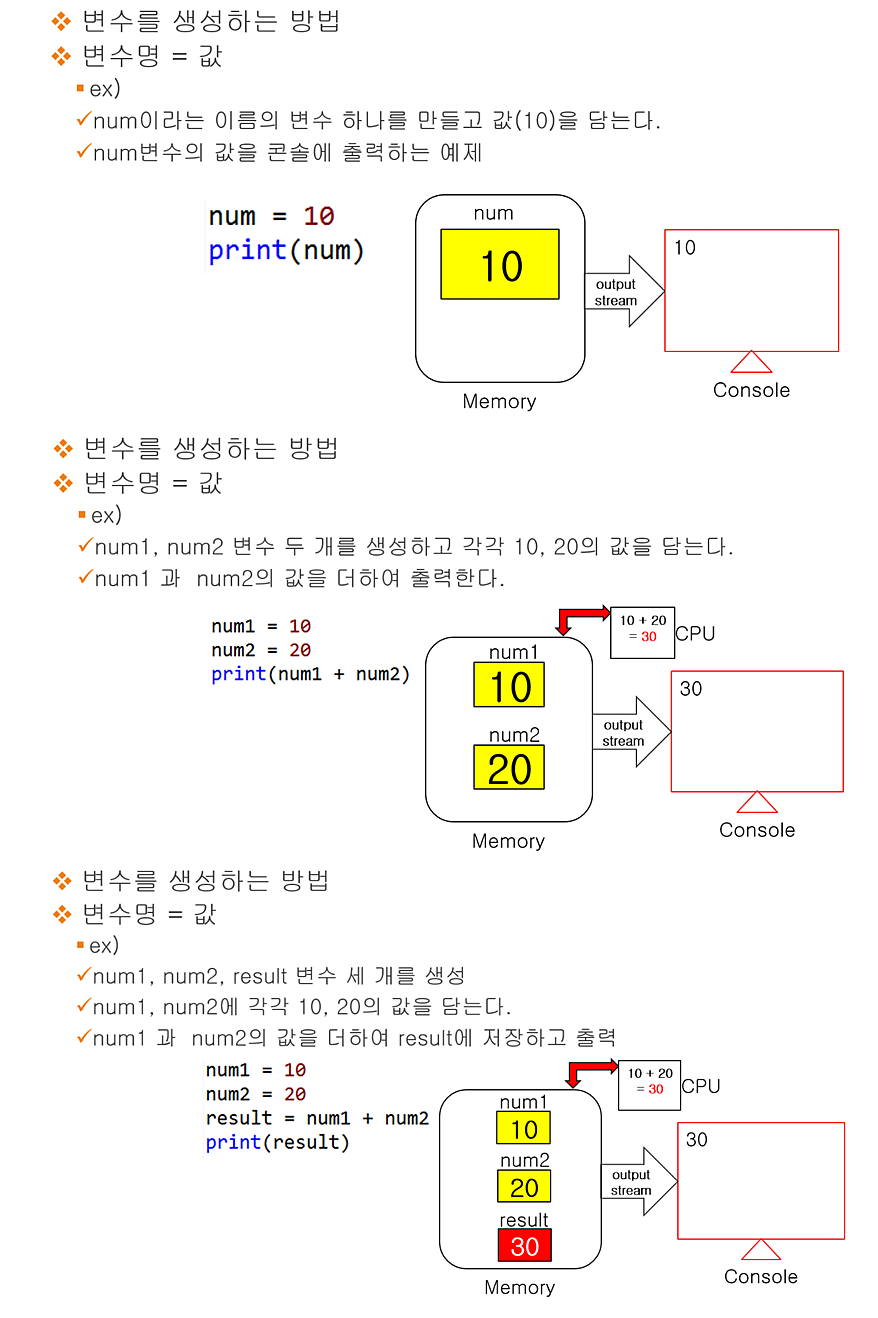 ❖ 변수를 생성하는 방법
❖ 변수명 = 값
▪ ex)
✓num이라는 이름의 변수 하나를 만들고 값(10)을 담는다.
✓num변수의 값을 콘솔에 출력하는 예제
num = 10
print(num)
num
10
output
stream
10
Memory
Console
❖ 변수를 생성하는 방법
❖ 변수명 = 값
▪ ex)
✓num1, num2 변수 두 개를 생성하고 각각 10, 20의 값을 담는다.
✓num1 과 num2의 값을 더하여 출력한다.
num1 = 10
num2 = 20
print(num1 + num2)
num1
10
num2
20
10 + 20
= 30
CPU
output
stream
30
Memory
Console
❖ 변수를 생성하는 방법
❖ 변수명 = 값
▪ ex)
✓num1, num2, result 변수 세 개를 생성
✓num1, num2에 각각 10, 20의 값을 담는다.
✓num1 과 num2의 값을 더하여 result에 저장하고 출력
num1 = 10
num2 = 20
result = num1 + num2
print(result)
num1
10
num2
20
result
30
10 + 20
= 30
CPU
output
stream
30
Memory
Console